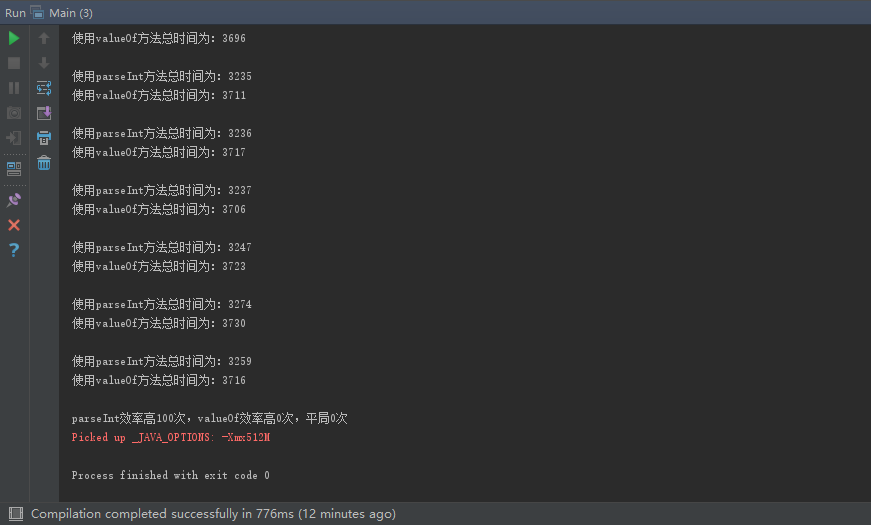 Run Main (3)
使用valueOf方法总时间为: 3696
使用parseInt方法总时间为: 3235
使用valueOf方法总时间为: 3711
使用parseInt方法总时间为: 3236
使用valueOf方法总时间为: 3717
使用parseInt方法总时间为: 3237
使用valueOf方法总时间为: 3706
使用parseInt方法总时间为: 3247
使用valueOf方法总时间为: 3723
使用parseInt方法总时间为: 3274
使用valueOf方法总时间为: 3730
使用parseInt方法总时间为: 3259
使用valueOf方法总时间为: 3716
parseInt效率高100次，valueOf效率高0次，平局0次
Picked up _JAVA_OPTIONS: -Xmx512M
Process finished with exit code 0
Compilation completed successfully in 776ms (12 minutes ago)